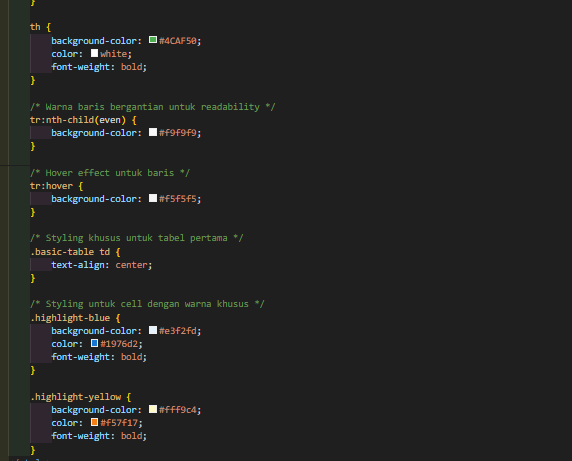 }
th {
background-color: #4CAF50;
color: white;
font-weight: bold;
}
/* Warna baris bergantian untuk readability */
tr:nth-child(even) {
background-color: #f9f9f9;
}
/* Hover effect untuk baris */
tr:hover {
background-color: #f5f5f5;
}
/* Styling khusus untuk tabel pertama */
.basic-table td {
text-align: center;
}
/* Styling untuk cell dengan warna khusus */
.highlight-blue {
background-color: #e3f2fd;
color: #1976d2;
font-weight: bold;
}
.highlight-yellow {
background-color: #fff9c4;
color: #f57f17;
font-weight: bold;
}